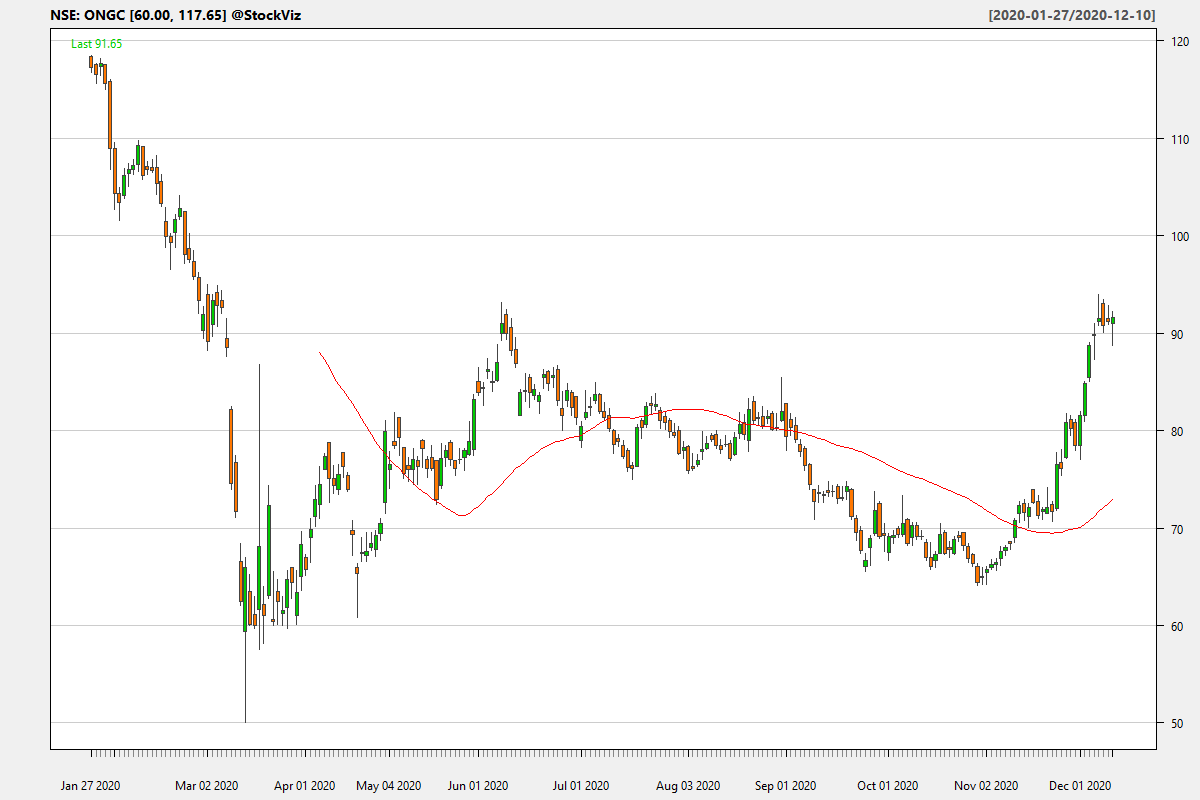 NSE: ONGC [60.00, 117.65] @StockViz
[2020-01-27/2020-12-10]
Last 91.65
120
110
100
90
80
70
60
50
Jan 27 2020
Mar 02 2020
Apr 01 2020
May 04 2020
Jun 01 2020
Jul 01 2020
Aug 03 2020
Sep 01 2020
Oct 01 2020
Nov 02 2020
Dec 01 2020